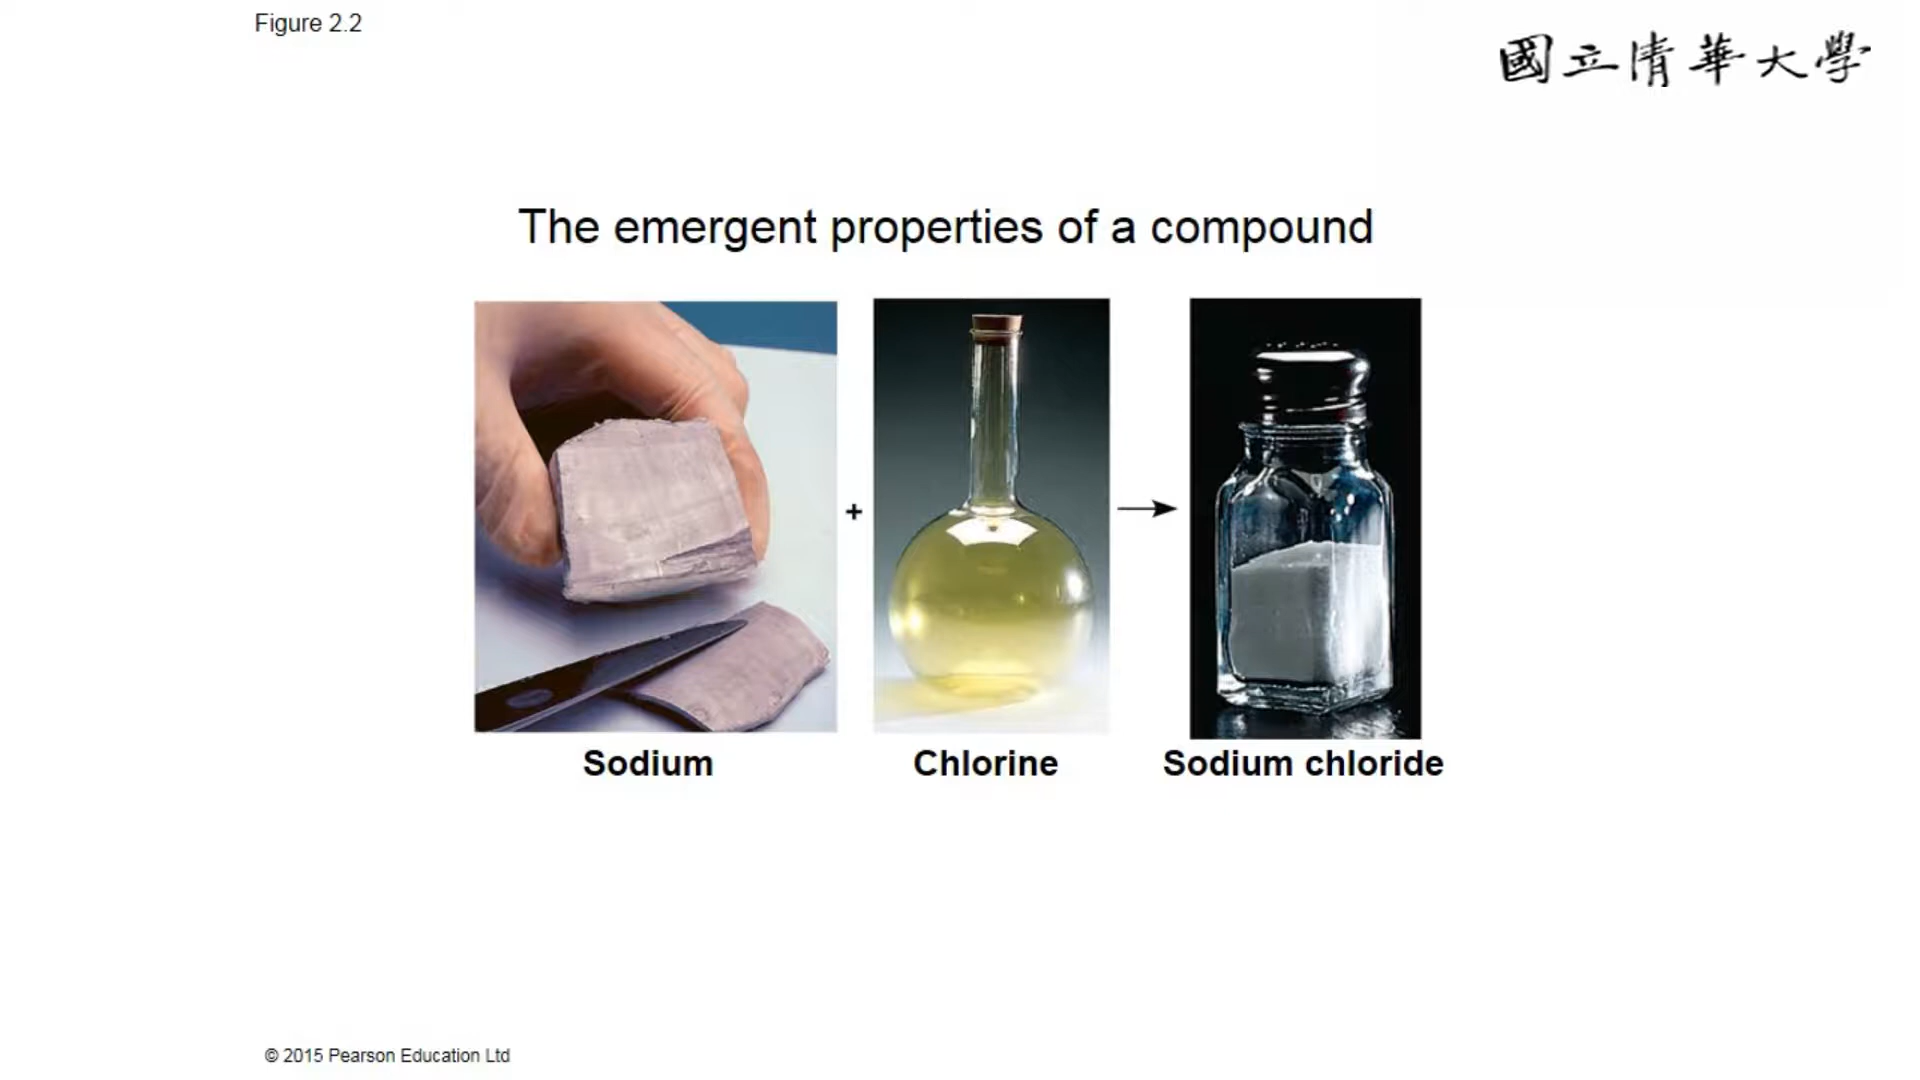 Figure 2.2
國立清華大學
The emergent properties of a compound
+
Sodium
Chlorine
Sodium chloride
© 2015 Pearson Education Ltd